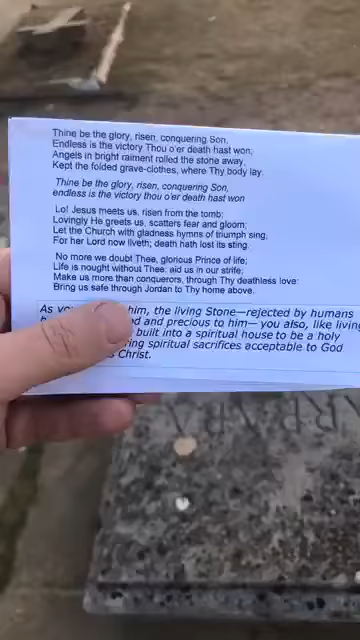 Thine be the glory, risen, conquering Son,
Endless is the victory Thou o'er death hast won;
Angels in bright raiment rolled the stone away,
Kept the folded grave-clothes, where Thy body lay.
Thine be the glory, risen, conquering Son,
endless is the victory thou o'er death hast won
Lo! Jesus meets us, risen from the tomb;
Lovingly He greets us, scatters fear and gloom;
Let the Church with gladness hymns of triumph sing,
For her Lord now liveth; death hath lost its sting.
No more we doubt Thee, glorious Prince of life;
Life is nought without Thee: aid us in our strife;
Make us more than conquerors, through Thy deathless love:
Bring us safe through Jordan to Thy home above.
As him, the living Stone—rejected by humans
and precious to him— you also, like living
built into a spiritual house to be a holy
spiritual sacrifices acceptable to God
Christ.